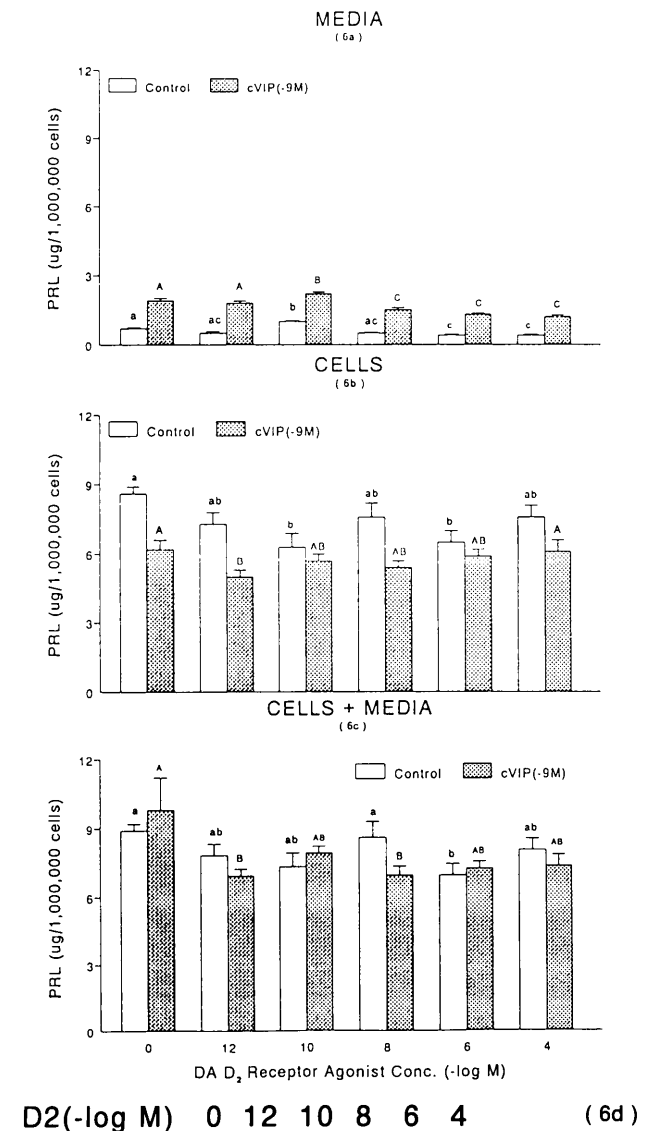 MEDIA
( 6a )
12
Control cVIP(-9M)
9
6
3
0
PRL (ug/1,000,000 cells)
a A ac A b B ac C c C c C
CELLS
( 6b )
12
Control cVIP(-9M)
9
6
3
0
PRL (ug/1,000,000 cells)
a A ab B b AB ab AB b AB ab A
CELLS + MEDIA
( 6c )
12
Control cVIP(-9M)
9
6
3
0
PRL (ug/1,000,000 cells)
a A ab B ab AB a B b AB ab AB
0 12 10 8 6 4
DA D2 Receptor Agonist Conc. (-log M)
D2(-log M) 0 12 10 8 6 4 ( 6d )